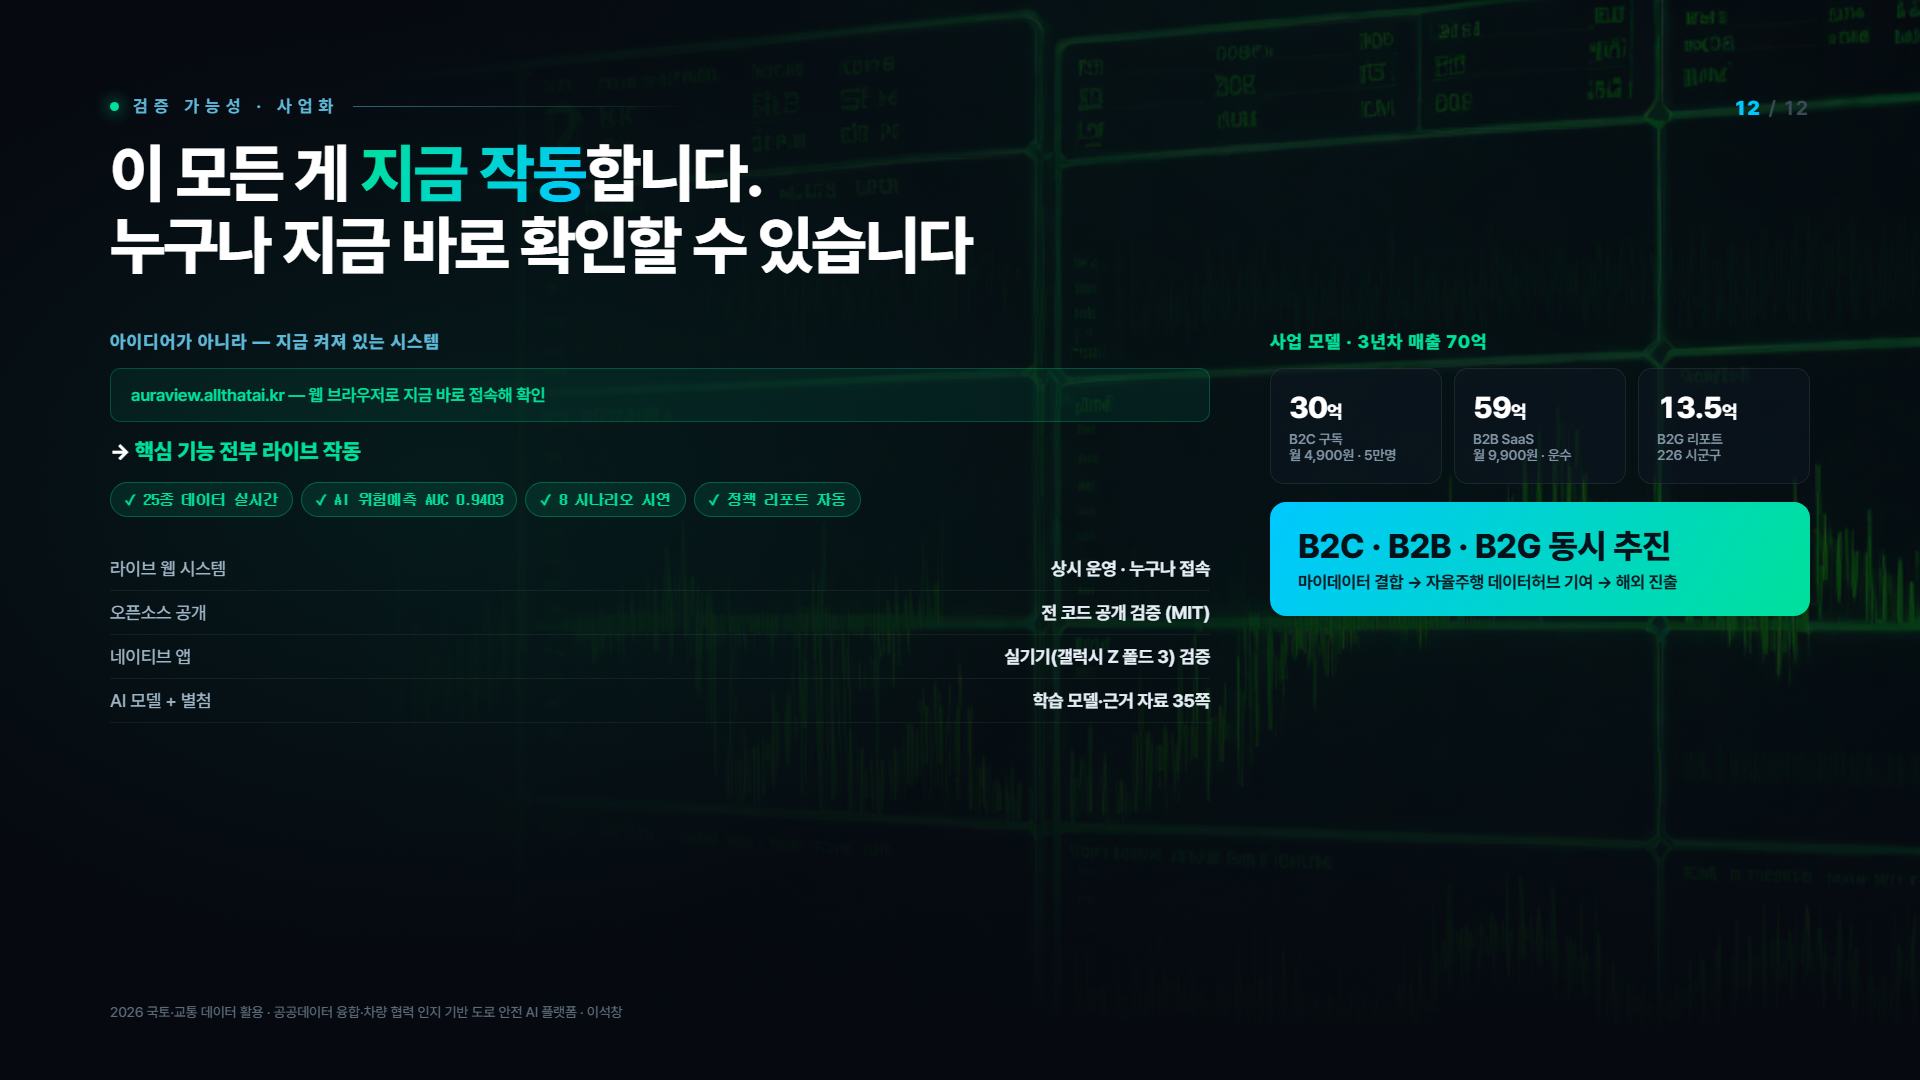 검증 가능성 · 사업화
12 / 12
이 모든 게 지금 작동합니다.
누구나 지금 바로 확인할 수 있습니다
아이디어가 아니라 — 지금 켜져 있는 시스템
auraview.allthatai.kr — 웹 브라우저로 지금 바로 접속해 확인
→ 핵심 기능 전부 라이브 작동
✓ 25종 데이터 실시간
✓ AI 위험예측 AUC 0.9403
✓ 8 시나리오 시연
✓ 정책 리포트 자동
라이브 웹 시스템
상시 운영 · 누구나 접속
오픈소스 공개
전 코드 공개 검증 (MIT)
네이티브 앱
실기기(갤럭시 Z 폴드 3) 검증
AI 모델 + 별첨
학습 모델·근거 자료 35쪽
사업 모델 · 3년차 매출 70억
30억
B2C 구독
월 4,900원 · 5만명
59억
B2B SaaS
월 9,900원 · 운수
13.5억
B2G 리포트
226 시군구
B2C · B2B · B2G 동시 추진
마이데이터 결합 → 자율주행 데이터허브 기여 → 해외 진출
2026 국토·교통 데이터 활용 · 공공데이터 융합·차량 협력 인지 기반 도로 안전 AI 플랫폼 · 이석창